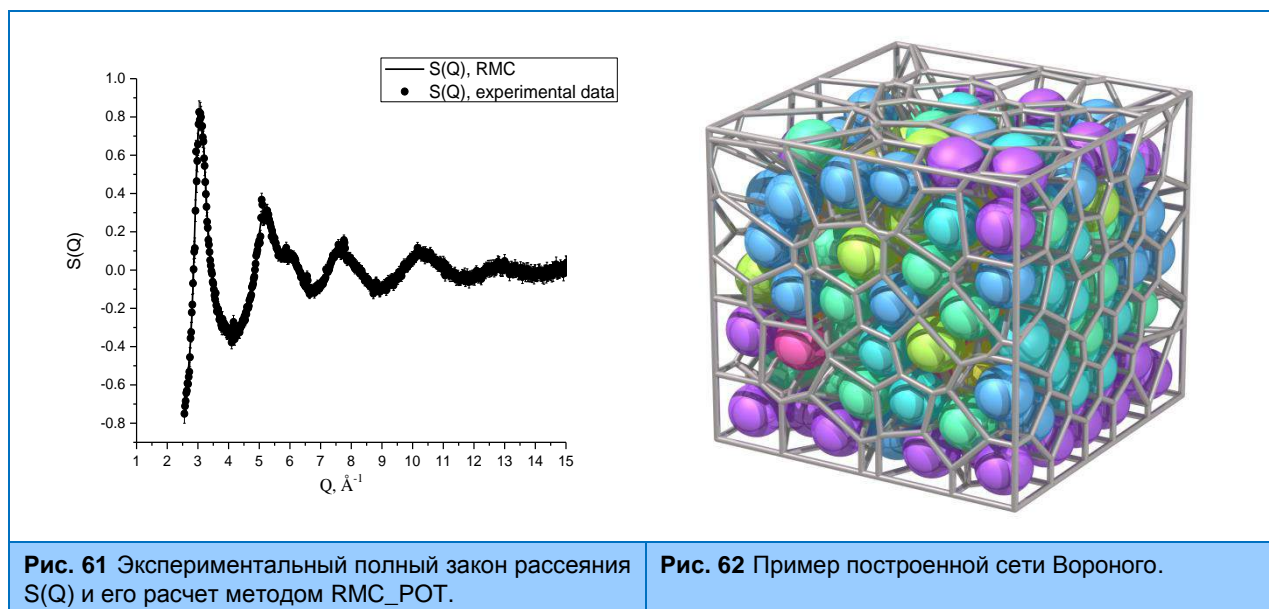 S(Q), RMC
S(Q), experimental data
1.0
0.8
0.6
0.4
0.2
0.0
-0.2
-0.4
-0.6
-0.8
S(Q)
1 2 3 4 5 6 7 8 9 10 11 12 13 14 15
Q, Å-1
Рис. 61 Экспериментальный полный закон рассеяния
S(Q) и его расчет методом RMC_POT.
Рис. 62 Пример построенной сети Вороного.